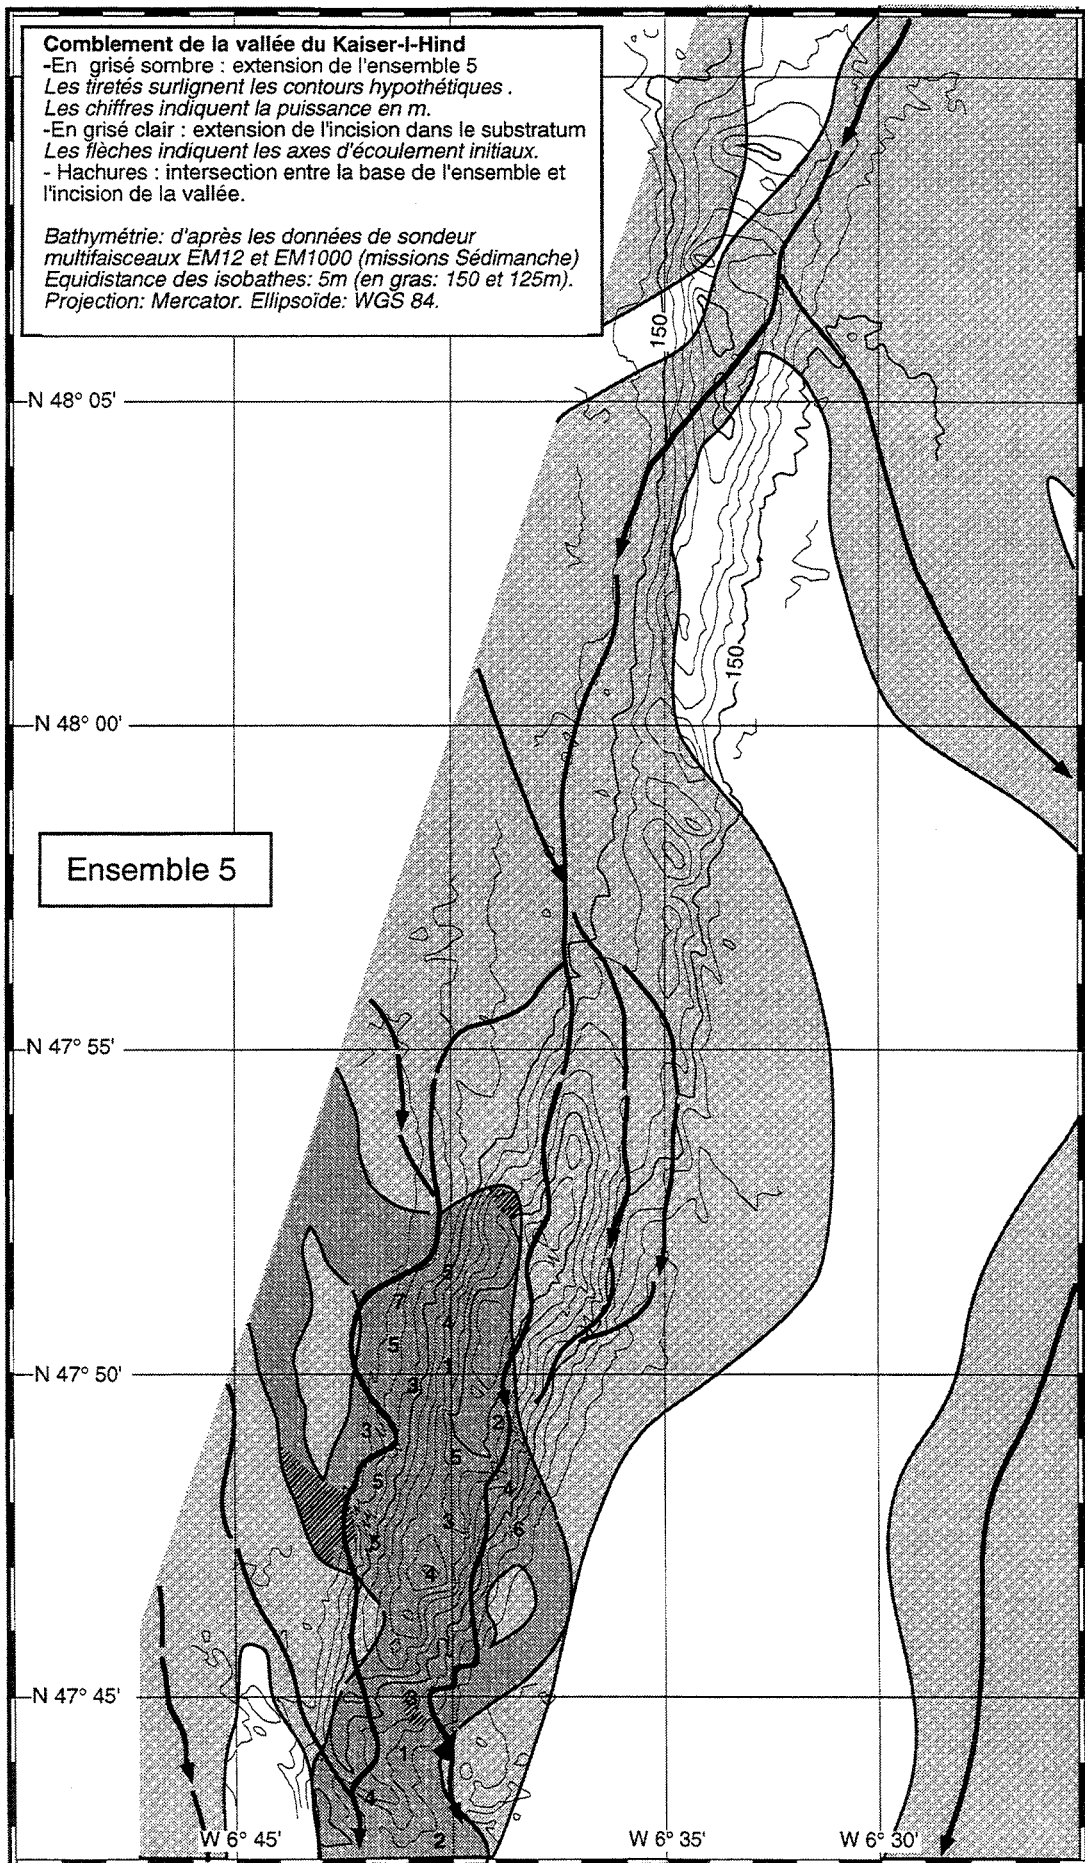 Comblement de la vallée du Kaiser-I-Hind
-En grisé sombre : extension de l'ensemble 5
Les tiretés surlignent les contours hypothétiques .
Les chiffres indiquent la puissance en m.
-En grisé clair : extension de l'incision dans le substratum
Les flèches indiquent les axes d'écoulement initiaux.
- Hachures : intersection entre la base de l'ensemble et
l'incision de la vallée.
Bathymétrie: d'après les données de sondeur
multifaisceaux EM12 et EM1000 (missions Sédimanche)
Equidistance des isobathes: 5m (en gras: 150 et 125m).
Projection: Mercator. Ellipsoïde: WGS 84.
150
N 48° 05'
150
N 48° 00'
Ensemble 5
N 47° 55'
7
4
5
1
N 47° 50'
3
2
3
5
5
4
6
3
4
N 47° 45'
1
4
2
W 6° 45'
W 6° 35'
W 6° 30'